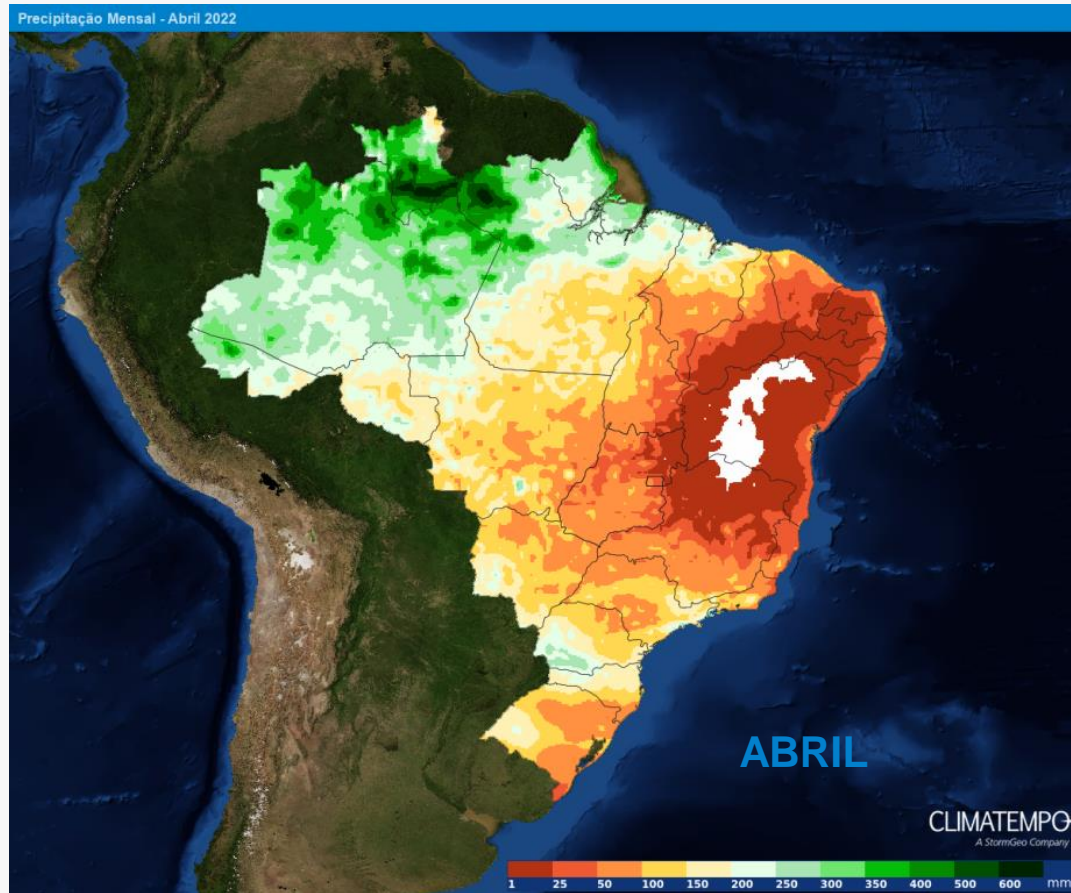 Precipitação Mensal - Abril 2022
ABRIL
CLIMATEMPO
A StormGeo Company
1 25 50 100 150 200 250 300 350 400 500 600 mm